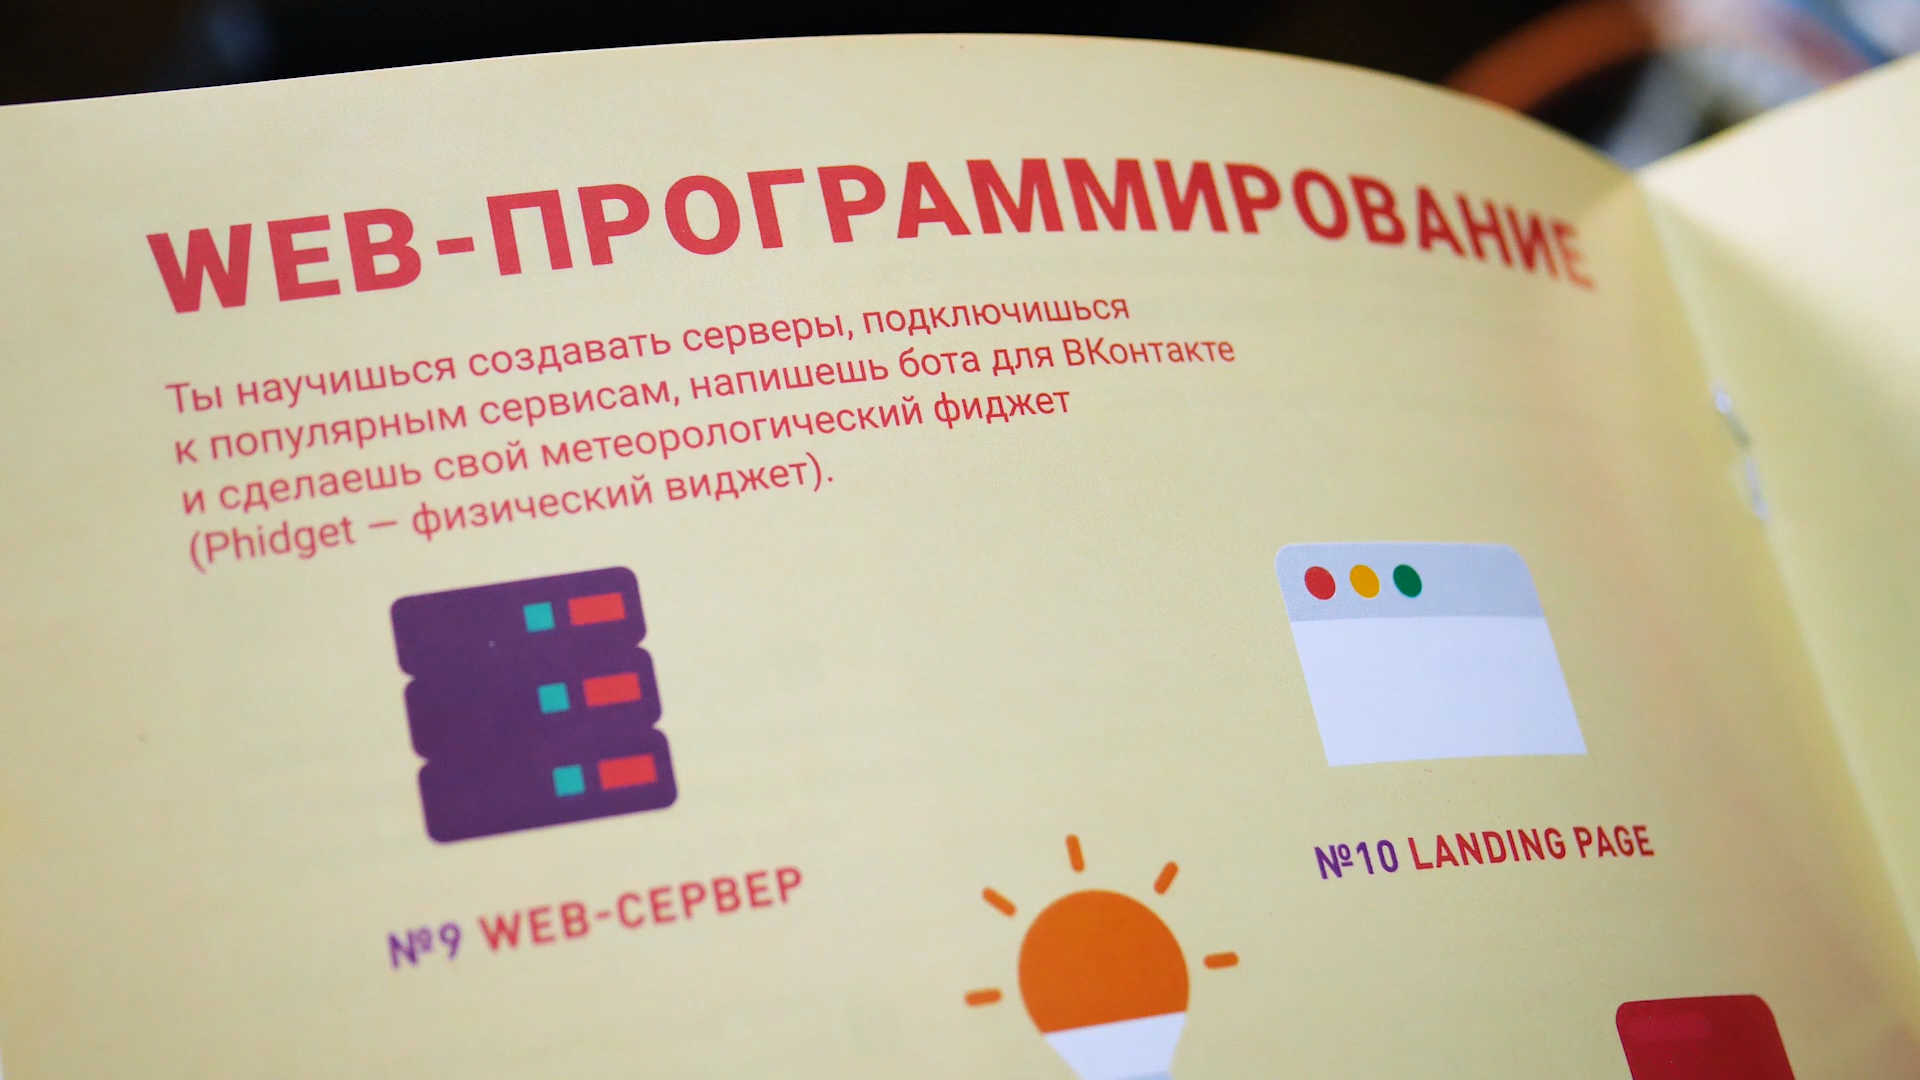 WEB-ПРОГРАММИРОВАНИЕ
Ты научишься создавать серверы, подключишься
к популярным сервисам, напишешь бота для ВКонтакте
и сделаешь свой метеорологический фиджет
(Phidget — физический виджет).
№9 WEB-СЕРВЕР
№10 LANDING PAGE